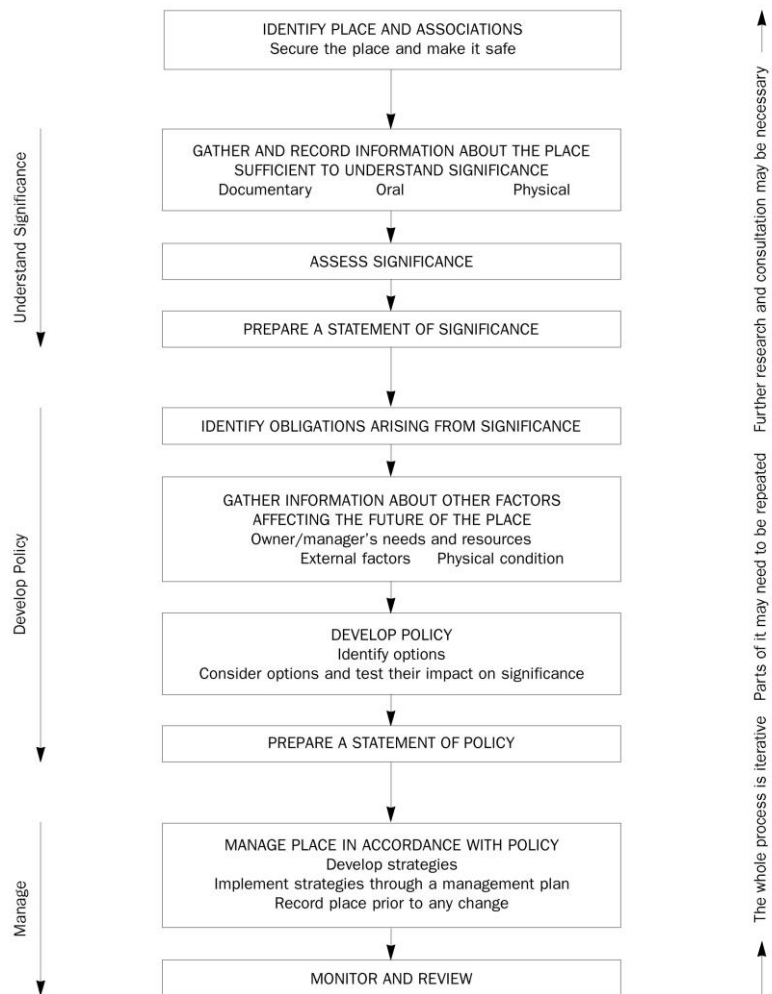 IDENTIFY PLACE AND ASSOCIATIONS
Secure the place and make it safe
Understand Significance
GATHER AND RECORD INFORMATION ABOUT THE PLACE
SUFFICIENT TO UNDERSTAND SIGNIFICANCE
Documentary Oral Physical
ASSESS SIGNIFICANCE
PREPARE A STATEMENT OF SIGNIFICANCE
Develop Policy
IDENTIFY OBLIGATIONS ARISING FROM SIGNIFICANCE
GATHER INFORMATION ABOUT OTHER FACTORS
AFFECTING THE FUTURE OF THE PLACE
Owner/manager's needs and resources
External factors Physical condition
DEVELOP POLICY
Identify options
Consider options and test their impact on significance
PREPARE A STATEMENT OF POLICY
Manage
MANAGE PLACE IN ACCORDANCE WITH POLICY
Develop strategies
Implement strategies through a management plan
Record place prior to any change
MONITOR AND REVIEW
The whole process is iterative Parts of it may need to be repeated Further research and consultation may be necessary